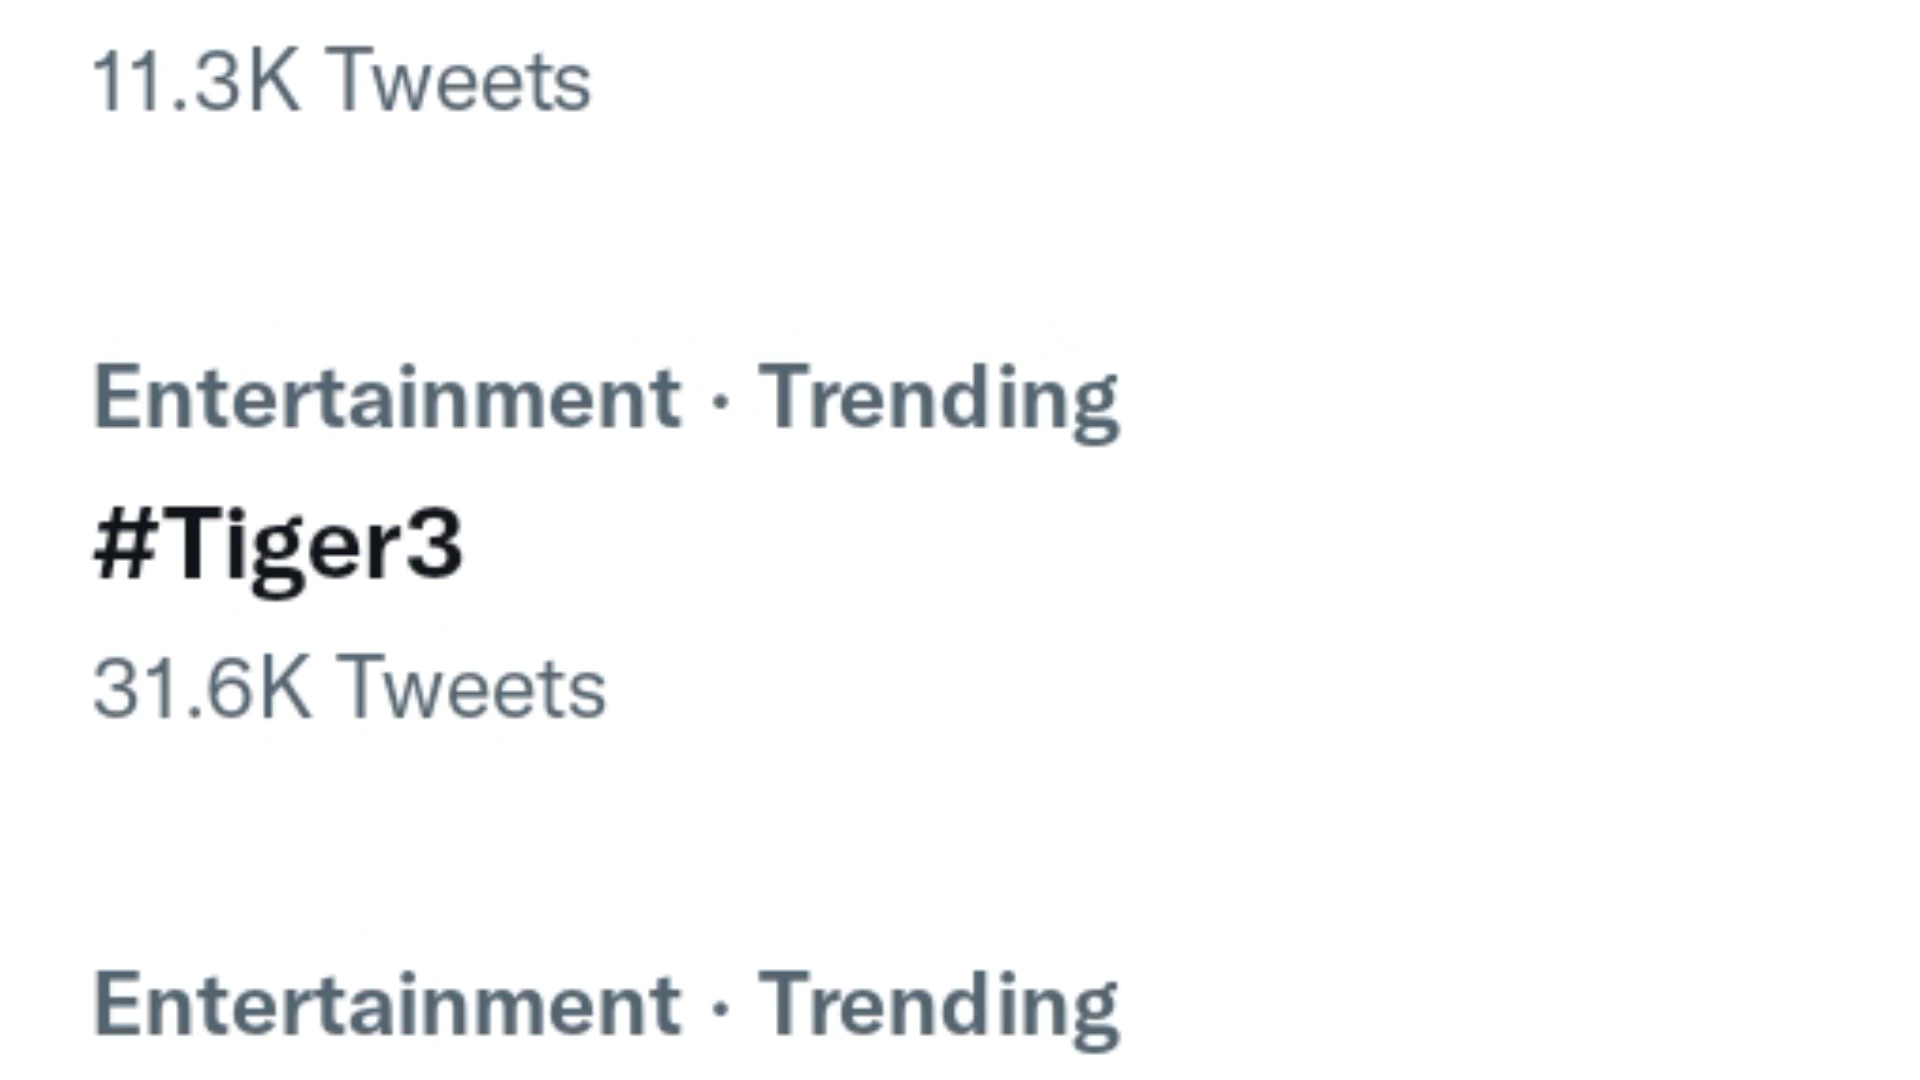 11.3K Tweets
Entertainment · Trending
#Tiger3
31.6K Tweets
Entertainment · Trending